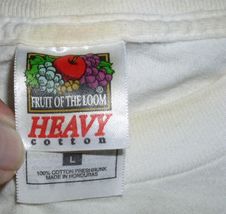 FRUIT OF THE LOOM
HEAVY
cotton
L
100% COTTON PRESHRUNK
MADE IN HONDURAS